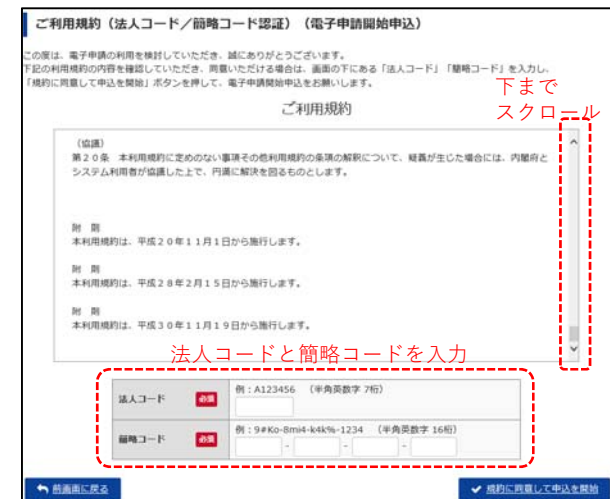 ご利用規約（法人コード／簡略コード認証）（電子申請開始申込）
この度は、電子申請の利用を検討していただき、誠にありがとうございます。
下記の利用規約の内容を確認していただき、同意いただける場合は、画面の下にある「法人コード」「簡略コード」を入力し、
「規約に同意して申込を開始」ボタンを押して、電子申請開始申込をお願いします。
下まで
スクロール
ご利用規約
（協議）
第２０条　本利用規約に定めのない事項その他利用規約の条項の解釈について、疑義が生じた場合には、内閣府と
システム利用者が協議した上で、円満に解決を図るものとします。
附　則
本利用規約は、平成２０年１１月１日から施行します。
附　則
本利用規約は、平成２８年２月１５日から施行します。
附　則
本利用規約は、平成３０年１１月１９日から施行します。
法人コードと簡略コードを入力
法人コード 必須 例：A123456　（半角英数字 7桁）
簡略コード 必須 例：9#Ko-8mi4-k4k%-1234　（半角英数字 16桁）
- - -
前画面に戻る
規約に同意して申込を開始